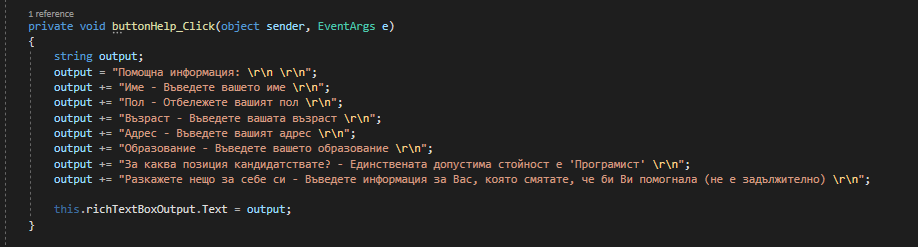 1 reference
private void buttonHelp_Click(object sender, EventArgs e)
{
string output;
output = "Помощна информация: \r\n \r\n";
output += "Име - Въведете вашето име \r\n";
output += "Пол - Отбележете вашият пол \r\n";
output += "Възраст - Въведете вашата възраст \r\n";
output += "Адрес - Въведете вашият адрес \r\n";
output += "Образование - Въведете вашето образование \r\n";
output += "За каква позиция кандидатствате? - Единствената допустима стойност е 'Програмист' \r\n";
output += "Разкажете нещо за себе си - Въведете информация за Вас, която смятате, че би Ви помогнала (не е задължително) \r\n";
this.richTextBoxOutput.Text = output;
}